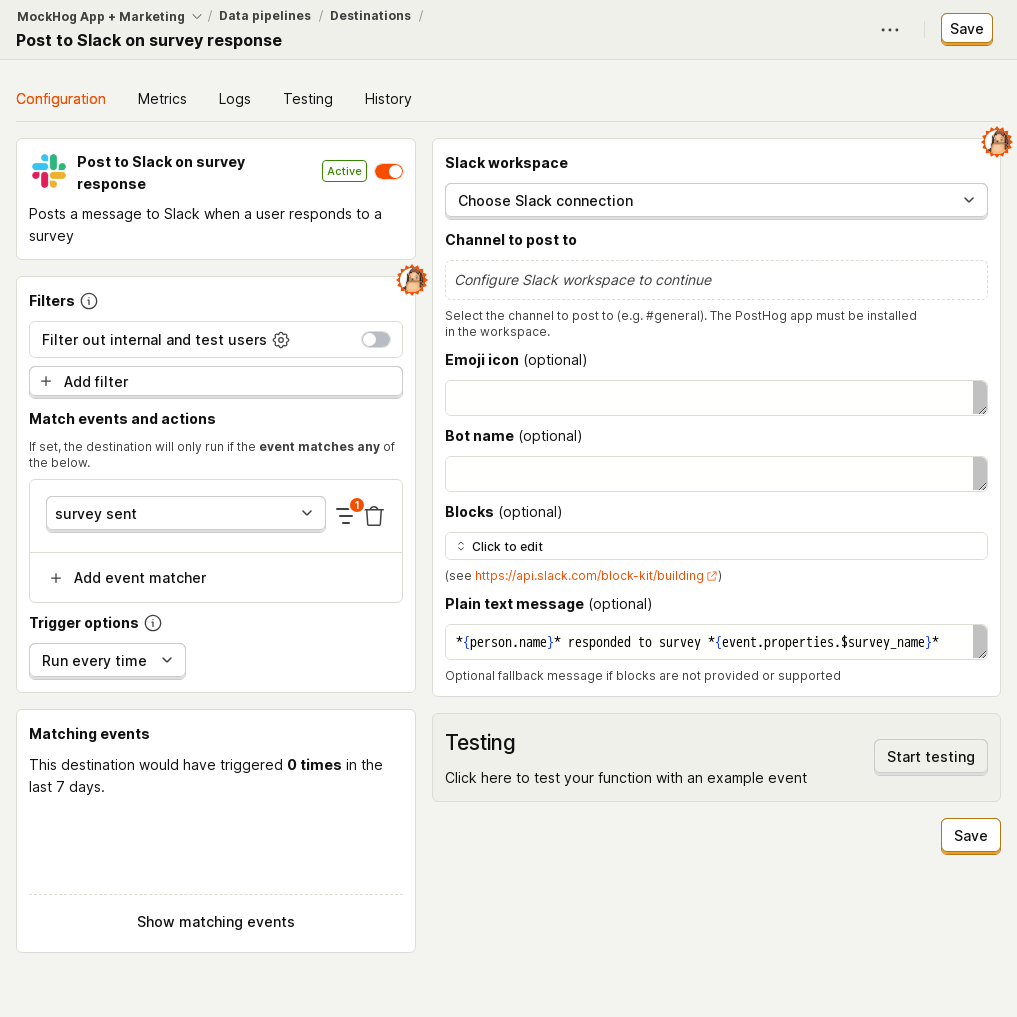 MockHog App + Marketing / Data pipelines / Destinations /
Post to Slack on survey response
Save
Configuration Metrics Logs Testing History
Post to Slack on survey
response
Active
Posts a message to Slack when a user responds to a
survey
Filters
Filter out internal and test users
Add filter
Match events and actions
If set, the destination will only run if the event matches any of
the below.
survey sent
1
Add event matcher
Trigger options
Run every time
Matching events
This destination would have triggered 0 times in the
last 7 days.
Show matching events
Slack workspace
Choose Slack connection
Channel to post to
Configure Slack workspace to continue
Select the channel to post to (e.g. #general). The PostHog app must be installed
in the workspace.
Emoji icon (optional)
Bot name (optional)
Blocks (optional)
Click to edit
(see https://api.slack.com/block-kit/building)
Plain text message (optional)
*{person.name}* responded to survey *{event.properties.$survey_name}*
Optional fallback message if blocks are not provided or supported
Testing
Click here to test your function with an example event
Start testing
Save